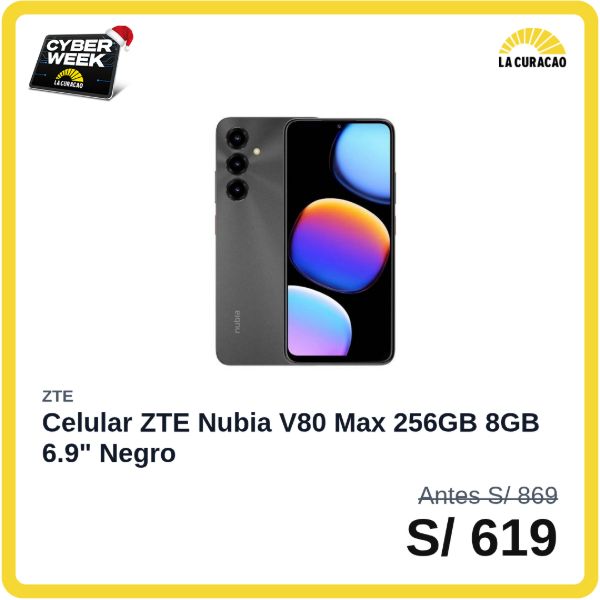 CYBER
WEEK
LA CURACAO
LA CURACAO
nubia
ZTE
Celular ZTE Nubia V80 Max 256GB 8GB
6.9" Negro
Antes S/ 869
S/ 619